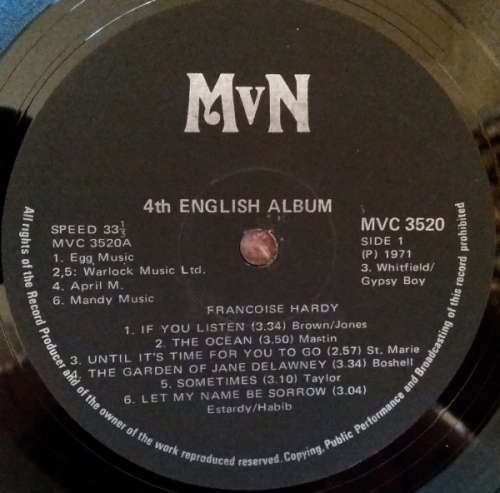 MVN
4th ENGLISH ALBUM
SPEED 33⅓
MVC 3520A
1. Egg Music
2,5: Warlock Music Ltd.
4. April M.
6. Mandy Music
MVC 3520
SIDE 1
(P) 1971
3. Whitfield/
Gypsy Boy
FRANCOISE HARDY
1. IF YOU LISTEN (3.34) Brown/Jones
2. THE OCEAN (3.50) Mastin
3. UNTIL IT'S TIME FOR YOU TO GO (2.57) St. Marie
4. THE GARDEN OF JANE DELAWNEY (3.34) Boshell
5. SOMETIMES (3.10) Taylor
6. LET MY NAME BE SORROW (3.04)
Estardy/Habib
All rights of the Record Producer and of the owner of the work reproduced reserved. Copying, Public Performance and Broadcasting of this record prohibited